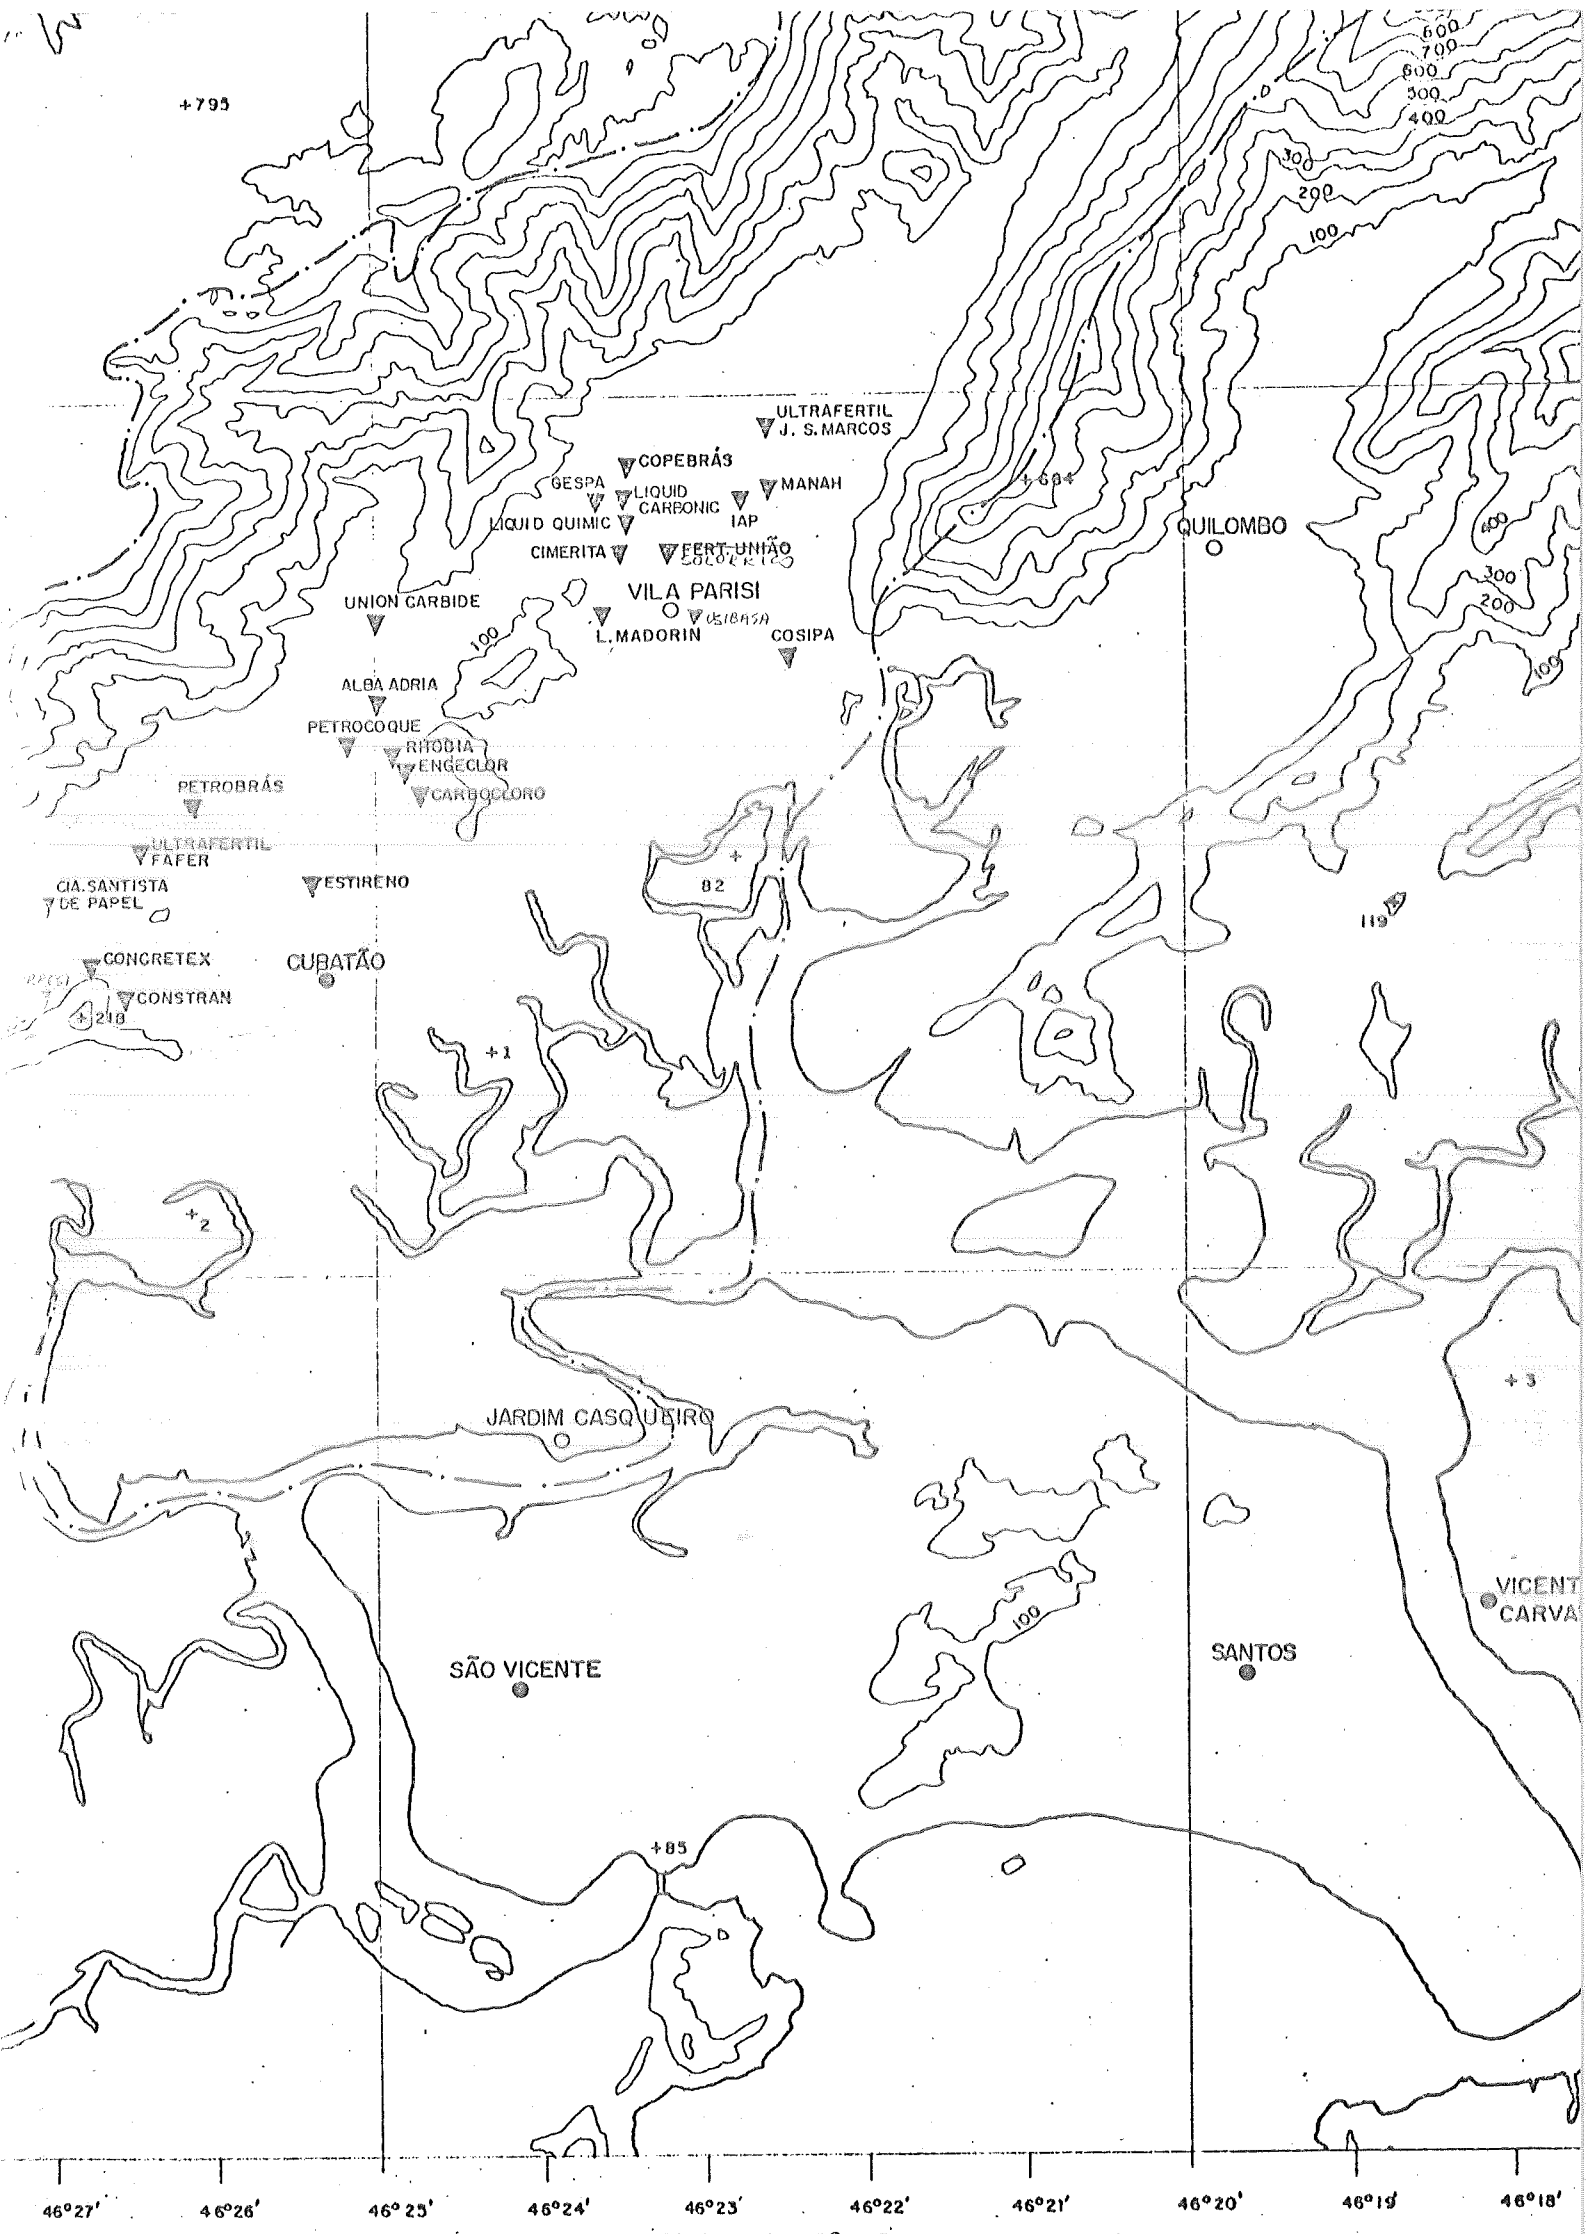 600
700
600
500
400
+795
300
200
100
ULTRAFERTIL
J. S. MARCOS
COPEBRÁS
GESPA
LIQUID
CARBONIC
MANAH
IAP
LIQUID QUIMIC
CIMERITA
FERT. UNIÃO
+684
QUILOMBO
400
300
200
100
VILA PARISI
UNION CARBIDE
USIBASA
L. MADORIN
COSIPA
100
ALBA ADRIA
PETROCOQUE
RHODIA
ENGECLOR
CARBOCLORO
PETROBRÁS
ULTRAFERTIL
FAFER
ESTIRENO
CIA. SANTISTA
DE PAPEL
+
82
119
CONCRETEX
CUBATÃO
CONSTRAN
+218
+1
+2
+3
JARDIM CASQUEIRO
VICENT
CARVA
100
SÃO VICENTE
SANTOS
+85
46°27' 46°26' 46°25' 46°24' 46°23' 46°22' 46°21' 46°20' 46°19' 46°18'